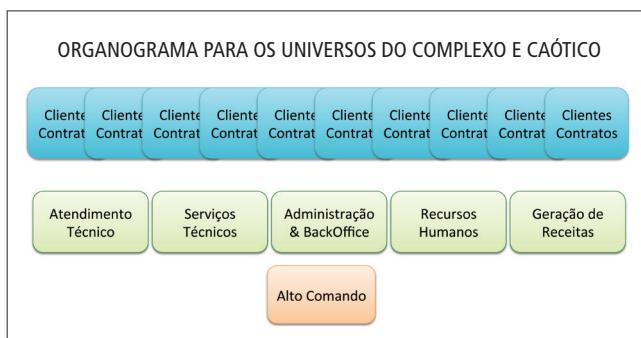 ORGANOGRAMA PARA OS UNIVERSOS DO COMPLEXO E CAÓTICO
Cliente Cliente Cliente Cliente Cliente Cliente Cliente Cliente Cliente Clientes
Contrat Contrat Contrat Contrat Contrat Contrat Contrat Contrat Contrat Contratos
Atendimento Técnico
Serviços Técnicos
Administração & BackOffice
Recursos Humanos
Geração de Receitas
Alto Comando